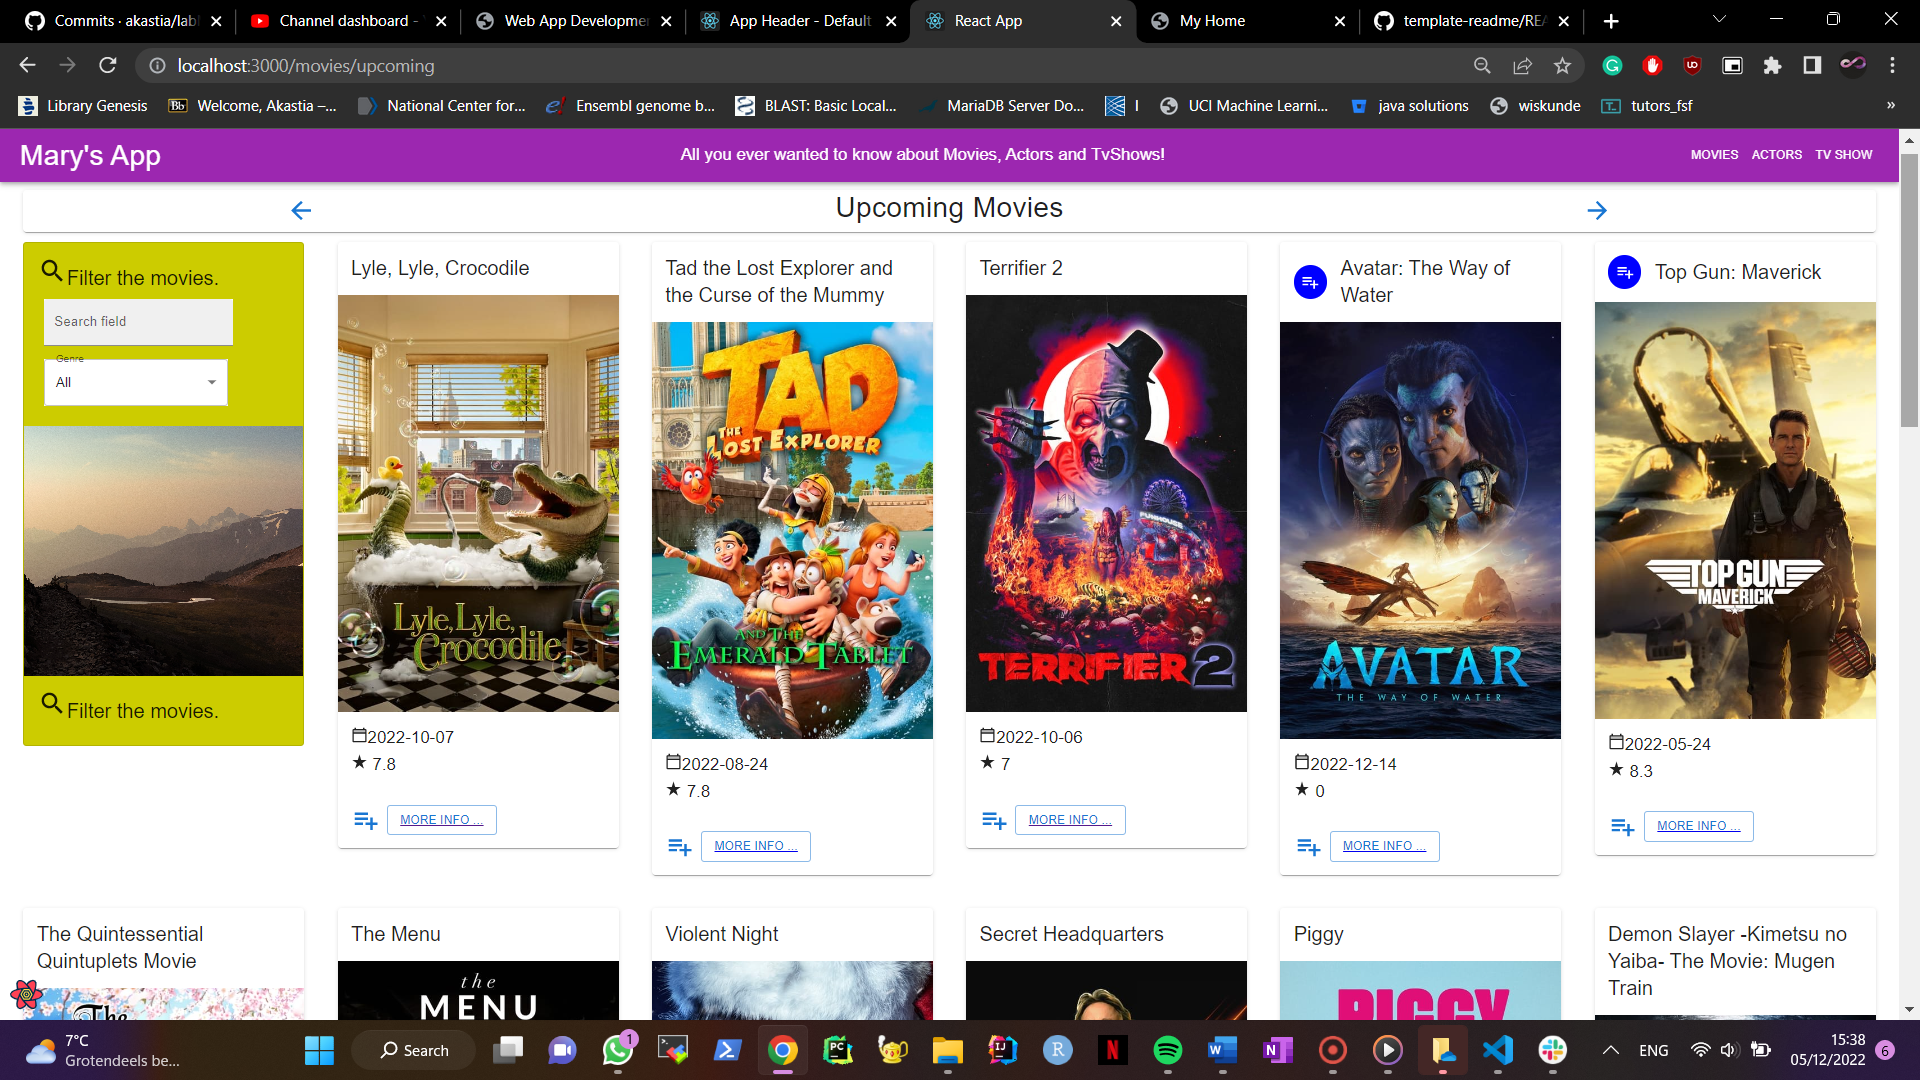 Commits · akastia/labl
Channel dashboard -
Web App Developme
App Header - Default
React App
My Home
template-readme/REA
localhost:3000/movies/upcoming
Library Genesis
Bb Welcome, Akastia –...
National Center for...
Ensembl genome b...
BLAST: Basic Local...
MariaDB Server Do...
I
UCI Machine Learni...
java solutions
wiskunde
tutors_fsf
»
Mary's App
All you ever wanted to know about Movies, Actors and TvShows!
MOVIES ACTORS TV SHOW
Upcoming Movies
Filter the movies.
Search field
Genre
All
Filter the movies.
Lyle, Lyle, Crocodile
Lyle, Lyle,
Crocodile
2022-10-07
7.8
MORE INFO ...
Tad the Lost Explorer and
the Curse of the Mummy
TAD
THE
LOST EXPLORER
AND THE
EMERALD TABLET
2022-08-24
7.8
MORE INFO ...
Terrifier 2
FUNHOUSE
TERRIFIER 2
2022-10-06
7
MORE INFO ...
Avatar: The Way of
Water
AVATAR
THE WAY OF WATER
2022-12-14
0
MORE INFO ...
Top Gun: Maverick
TOP GUN
MAVERICK
2022-05-24
8.3
MORE INFO ...
The Quintessential
Quintuplets Movie
The
The Menu
the
MENU
Violent Night
Secret Headquarters
Piggy
PIGGY
Demon Slayer -Kimetsu no
Yaiba- The Movie: Mugen
Train
7°C
Grotendeels be...
Search
1
PC
IJ
R
N
W
N
ENG
15:38
05/12/2022
6